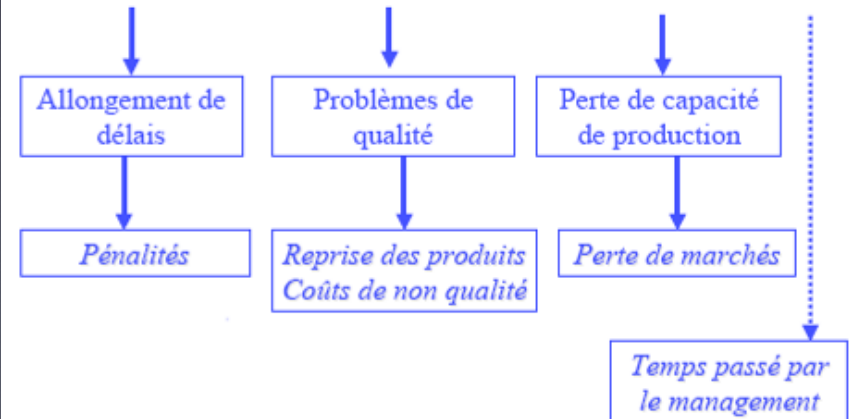 Allongement de
délais
Problèmes de
qualité
Perte de capacité
de production
Pénalités
Reprise des produits
Coûts de non qualité
Perte de marchés
Temps passé par
le management